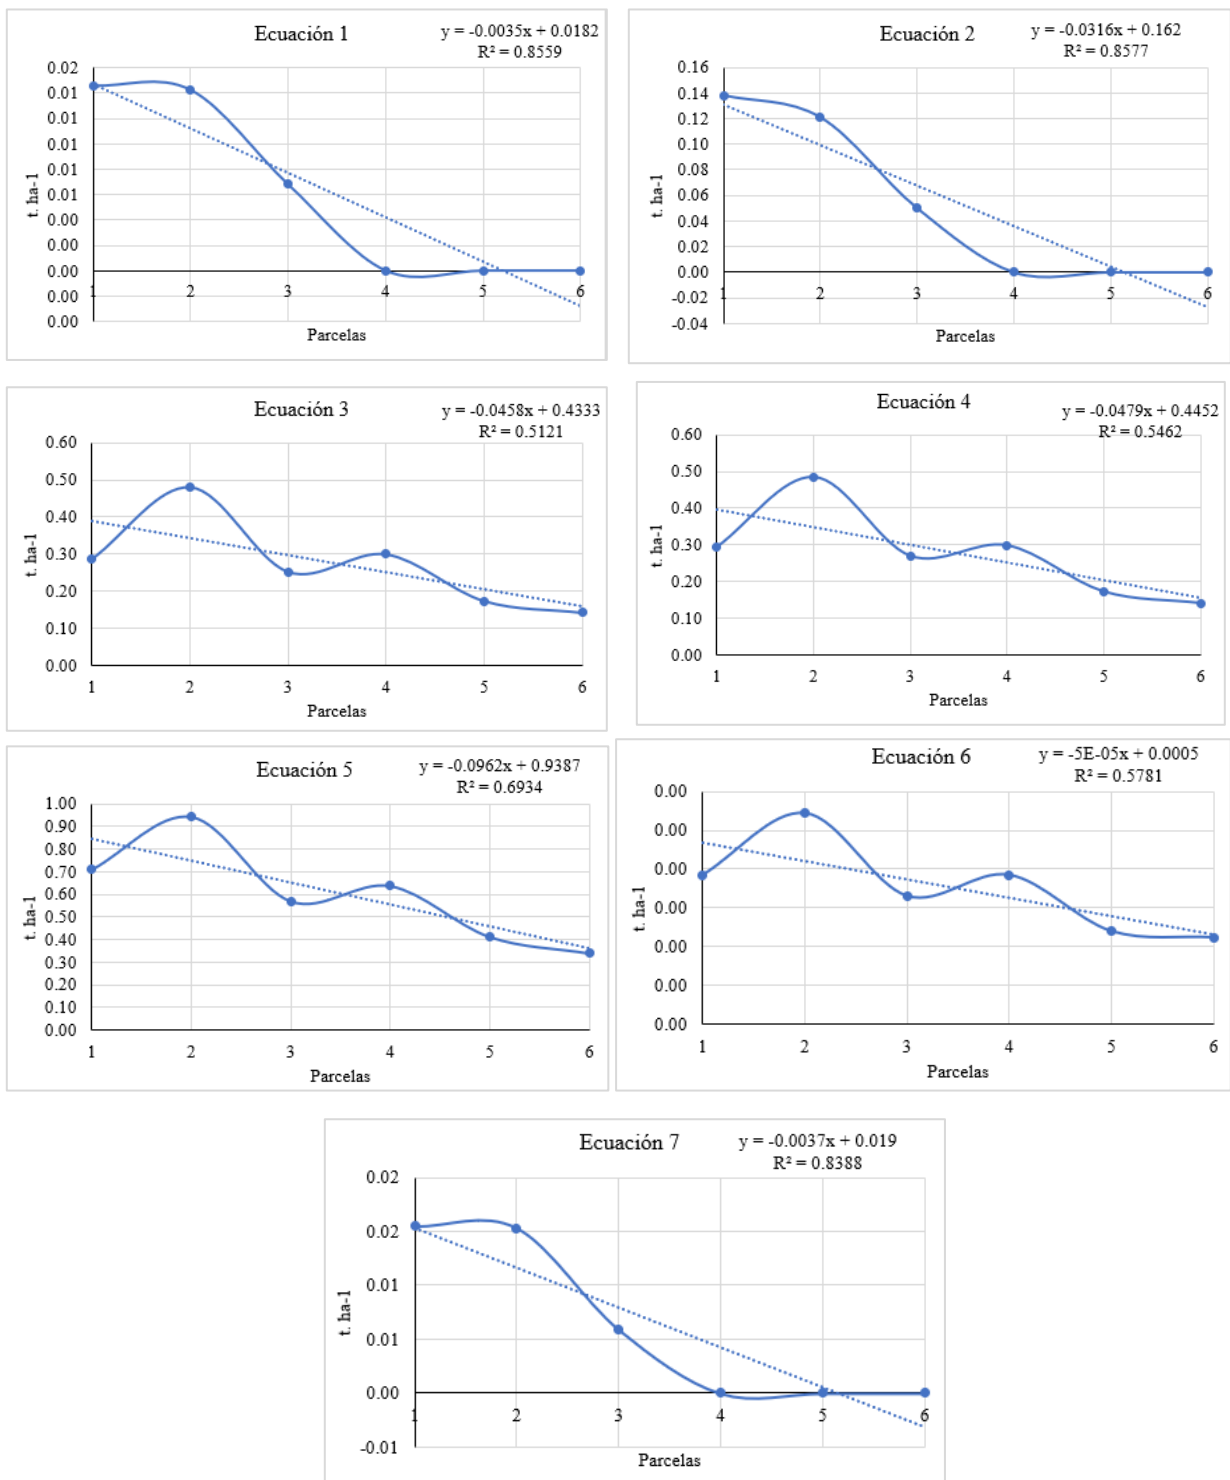 Ecuación 1
y = -0.0035x + 0.0182
R² = 0.8559
0.02
0.01
0.01
0.01
0.01
0.01
0.00
0.00
0.00
0.00
0.00
t. ha-1
1 2 3 4 5 6
Parcelas
Ecuación 2
y = -0.0316x + 0.162
R² = 0.8577
0.16
0.14
0.12
0.10
0.08
0.06
0.04
0.02
0.00
-0.02
-0.04
t. ha-1
1 2 3 4 5 6
Parcelas
Ecuación 3
y = -0.0458x + 0.4333
R² = 0.5121
0.60
0.50
0.40
0.30
0.20
0.10
0.00
t. ha-1
1 2 3 4 5 6
Parcelas
Ecuación 4
y = -0.0479x + 0.4452
R² = 0.5462
0.60
0.50
0.40
0.30
0.20
0.10
0.00
t. ha-1
1 2 3 4 5 6
Parcelas
Ecuación 5
y = -0.0962x + 0.9387
R² = 0.6934
1.00
0.90
0.80
0.70
0.60
0.50
0.40
0.30
0.20
0.10
0.00
t. ha-1
1 2 3 4 5 6
Parcelas
Ecuación 6
y = -5E-05x + 0.0005
R² = 0.5781
0.00
0.00
0.00
0.00
0.00
0.00
0.00
t. ha-1
1 2 3 4 5 6
Parcelas
Ecuación 7
y = -0.0037x + 0.019
R² = 0.8388
0.02
0.02
0.01
0.01
0.00
-0.01
t. ha-1
1 2 3 4 5 6
Parcelas